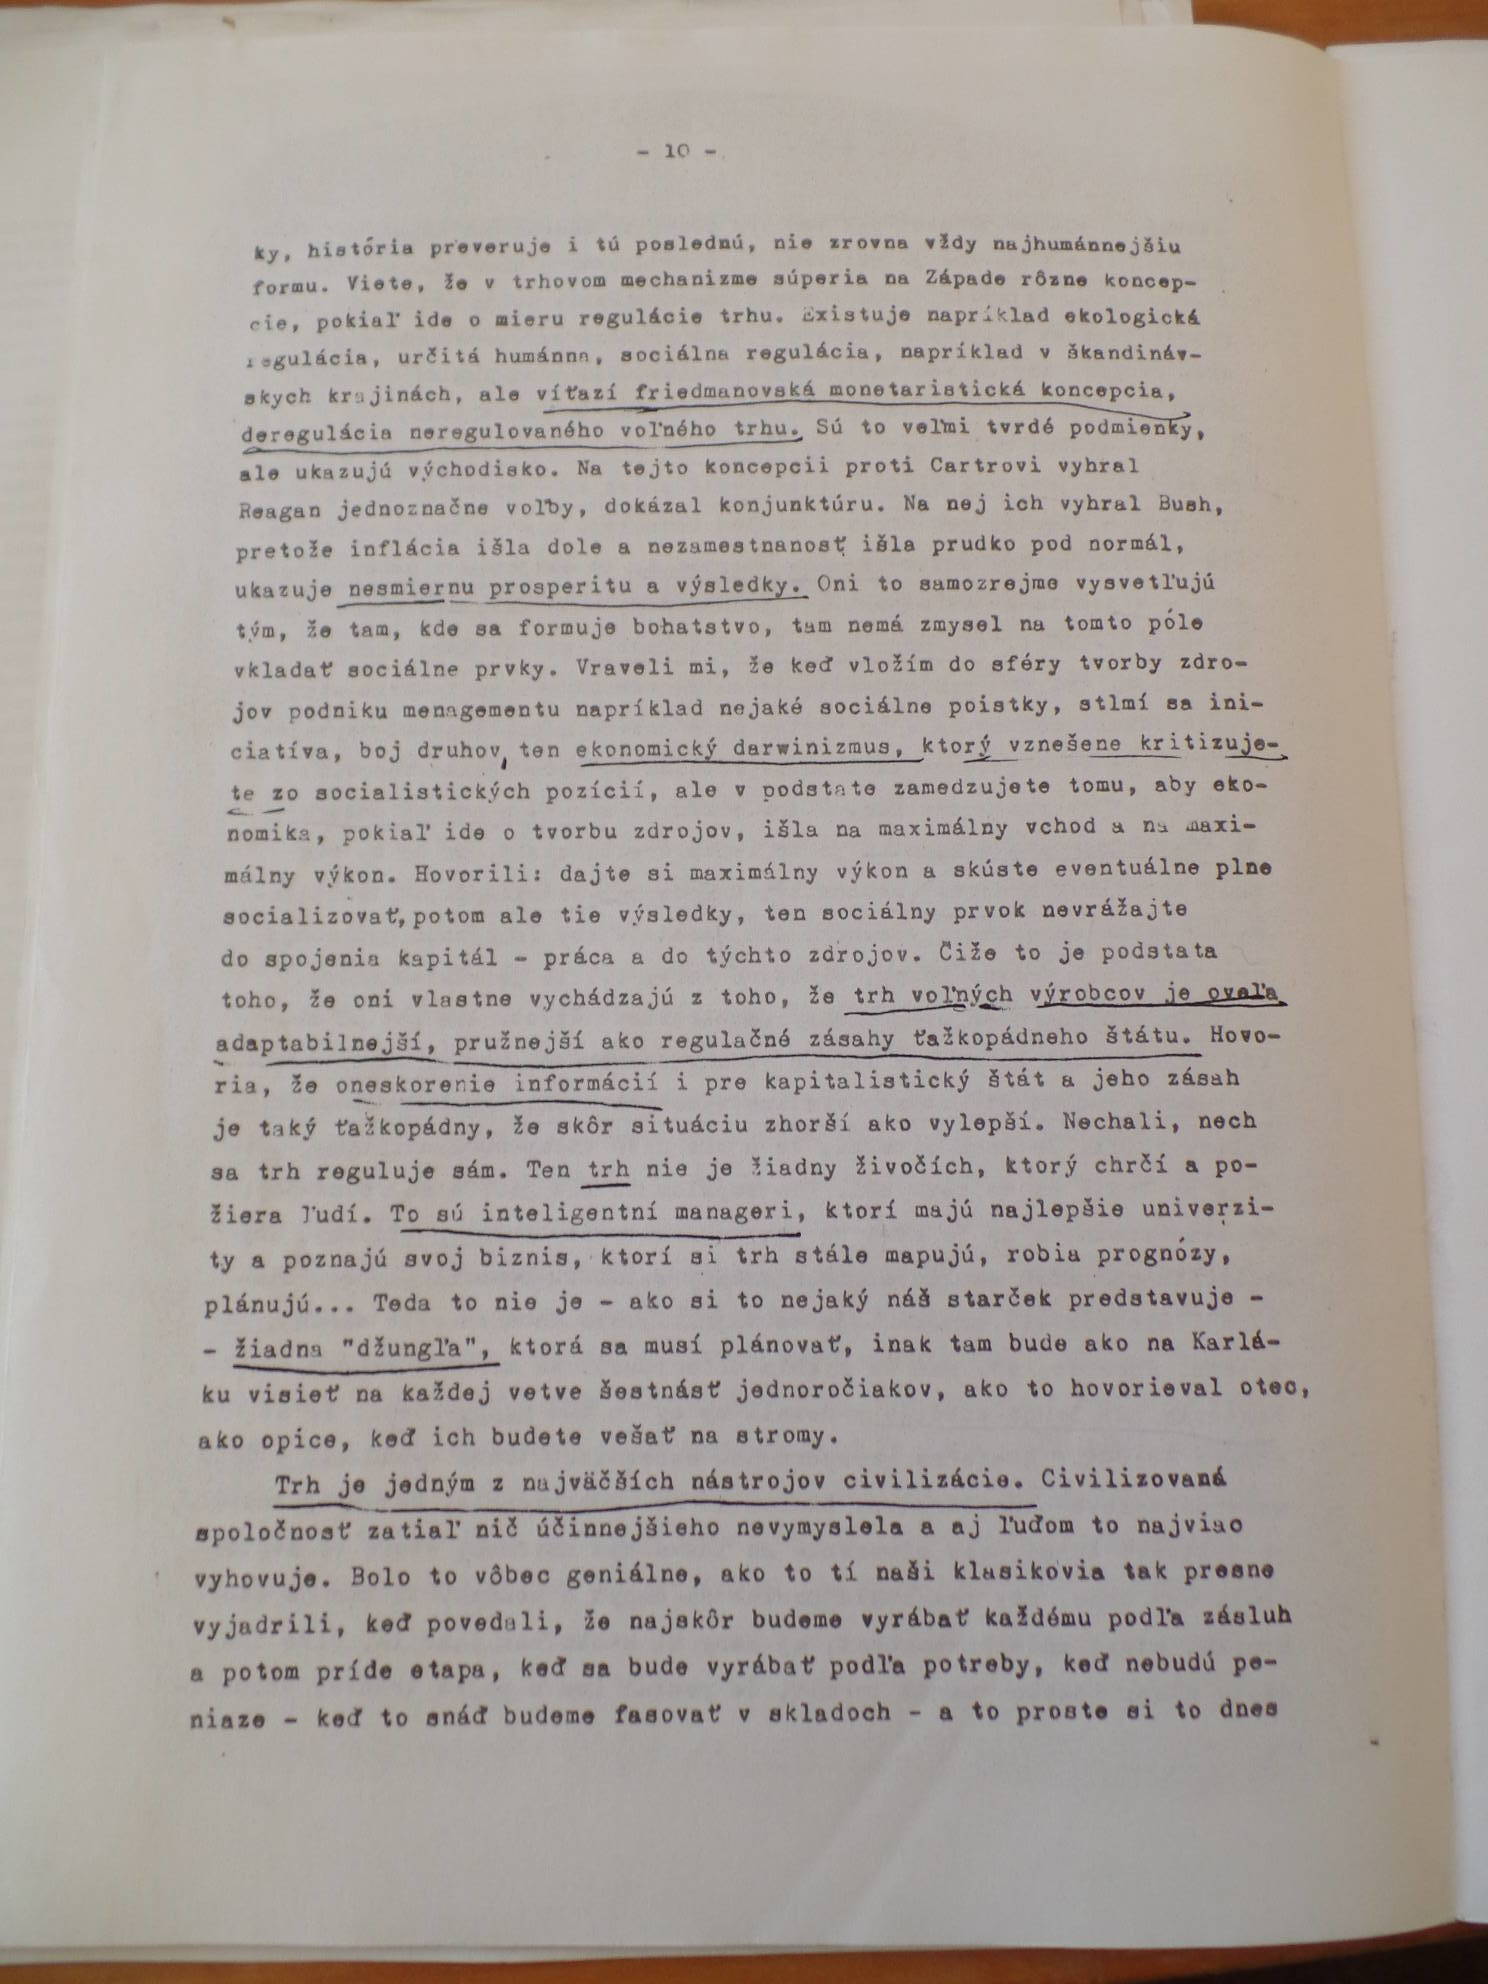 - 10 -
ky, história preveruje i tú poslednú, nie zrovna vždy najhumánnejšiu
formu. Viete, že v trhovom mechanizme súperia na Západe rôzne koncep-
cie, pokiaľ ide o mieru regulácie trhu. Existuje napríklad ekologická
regulácia, určitá humánna, sociálna regulácia, napríklad v škandináv-
skych krajinách, ale víťazí friedmanovská monetaristická koncepcia,
deregulácia neregulovaného voľného trhu. Sú to veľmi tvrdé podmienky,
ale ukazujú východisko. Na tejto koncepcii proti Cartrovi vyhral
Reagan jednoznačne voľby, dokázal konjunktúru. Na nej ich vyhral Bush,
pretože inflácia išla dole a nezamestnanosť išla prudko pod normál,
ukazuje nesmiernu prosperitu a výsledky. Oni to samozrejme vysvetľujú
tým, že tam, kde sa formuje bohatstvo, tam nemá zmysel na tomto póle
vkladať sociálne prvky. Vraveli mi, že keď vložím do sféry tvorby zdro-
jov podniku menagementu napríklad nejaké sociálne poistky, stlmí sa ini-
ciatíva, boj druhov, ten ekonomický darwinizmus, ktorý vznešene kritizuje-
te zo socialistických pozícií, ale v podstate zamedzujete tomu, aby eko-
nomika, pokiaľ ide o tvorbu zdrojov, išla na maximálny vchod a na maxi-
málny výkon. Hovorili: dajte si maximálny výkon a skúste eventuálne plne
socializovať, potom ale tie výsledky, ten sociálny prvok nevrážajte
do spojenia kapitál - práca a do týchto zdrojov. Čiže to je podstata
toho, že oni vlastne vychádzajú z toho, že trh voľných výrobcov je oveľa
adaptabilnejší, pružnejší ako regulačné zásahy ťažkopádneho štátu. Hovo-
ria, že oneskorenie informácií i pre kapitalistický štát a jeho zásah
je taký ťažkopádny, že skôr situáciu zhorší ako vylepší. Nechali, nech
sa trh reguluje sám. Ten trh nie je žiadny živočích, ktorý chrčí a po-
žiera ľudí. To sú inteligentní manageri, ktorí majú najlepšie univerzi-
ty a poznajú svoj biznis, ktorí si trh stále mapujú, robia prognózy,
plánujú... Teda to nie je - ako si to nejaký náš starček predstavuje -
- žiadna "džungľa", ktorá sa musí plánovať, inak tam bude ako na Karlá-
ku visieť na každej vetve šestnásť jednoročiakov, ako to hovorieval otec,
ako opice, keď ich budete vešať na stromy.
Trh je jedným z najväčších nástrojov civilizácie. Civilizovaná
spoločnosť zatiaľ nič účinnejšieho nevymyslela a aj ľuďom to najviac
vyhovuje. Bolo to vôbec geniálne, ako to tí naši klasikovia tak presne
vyjadrili, keď povedali, že najskôr budeme vyrábať každému podľa zásluh
a potom príde etapa, keď sa bude vyrábať podľa potreby, keď nebudú pe-
niaze - keď to snáď budeme fasovať v skladoch - a to proste si to dnes